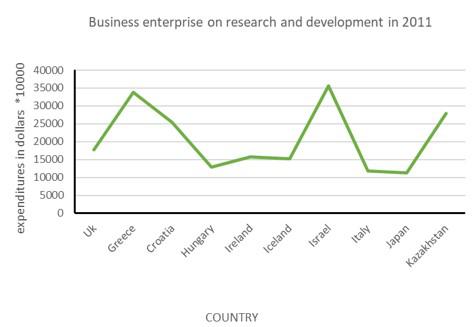 Business enterprise on research and development in 2011
expenditures in dollars *10000
40000
35000
30000
25000
20000
15000
10000
5000
0
Uk
Greece
Croatia
Hungary
Ireland
Iceland
Israel
Italy
Japan
Kazakhstan
COUNTRY